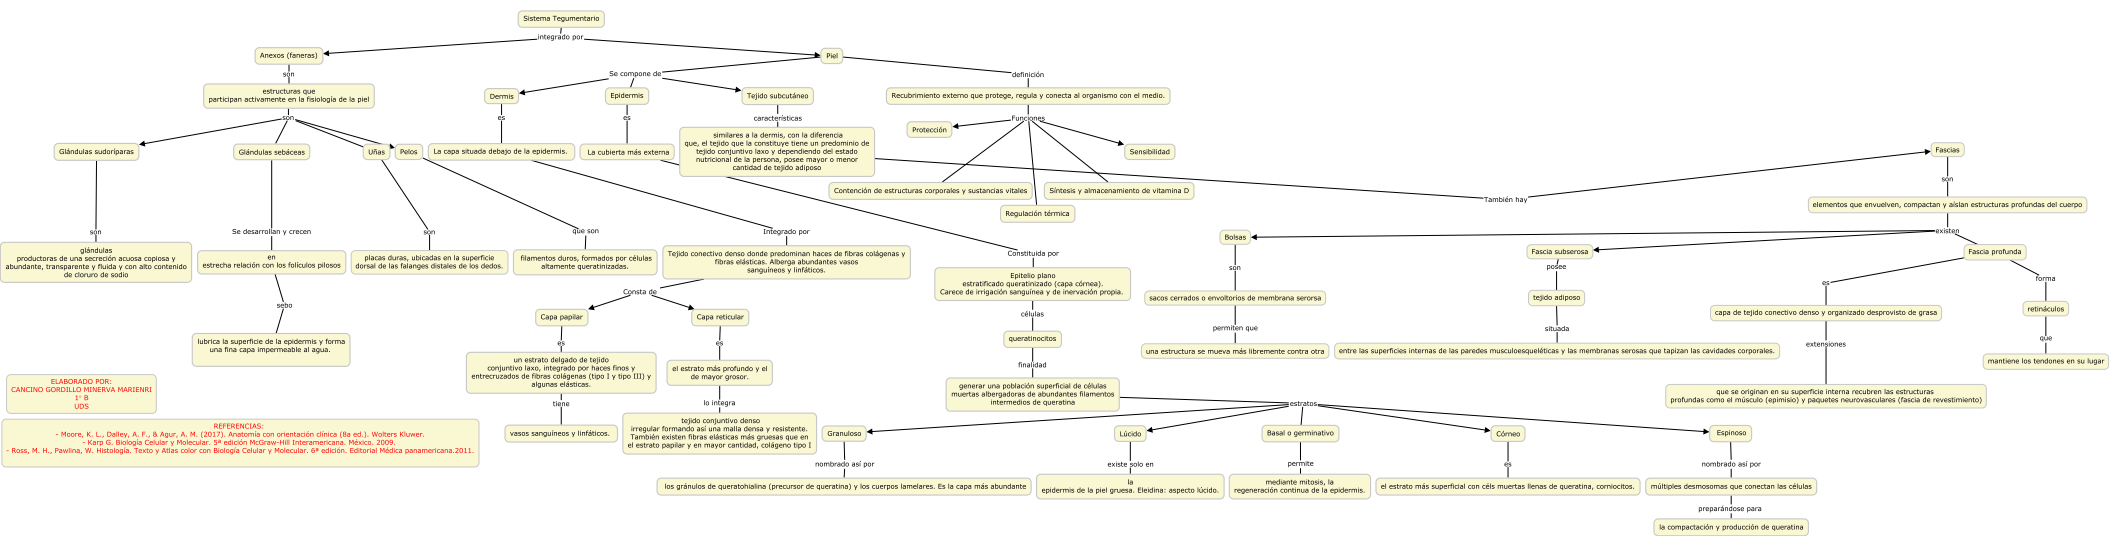 Sistema Tegumentario
integrado por
Anexos (faneras)
Piel
son
estructuras que
participan activamente en la fisiología de la piel
son
Glándulas sudoríparas
Glándulas sebáceas
Uñas
Pelos
son
glándulas
productoras de una secreción acuosa copiosa y
abundante, transparente y fluida y con alto contenido
de cloruro de sodio
Se desarrollan y crecen
en
estrecha relación con los folículos pilosos
sebo
lubrica la superficie de la epidermis y forma
una fina capa impermeable al agua.
son
placas duras, ubicadas en la superficie
dorsal de las falanges distales de los dedos.
que son
filamentos duros, formados por células
altamente queratinizadas.
Se compone de
Dermis
Epidermis
Tejido subcutáneo
es
La capa situada debajo de la epidermis.
es
La cubierta más externa
características
similares a la dermis, con la diferencia
que, el tejido que la constituye tiene un predominio de
tejido conjuntivo laxo y dependiendo del estado
nutricional de la persona, posee mayor o menor
cantidad de tejido adiposo
definición
Recubrimiento externo que protege, regula y conecta al organismo con el medio.
Funciones
Protección
Sensibilidad
Contención de estructuras corporales y sustancias vitales
Síntesis y almacenamiento de vitamina D
Regulación térmica
Integrado por
Tejido conectivo denso donde predominan haces de fibras colágenas y
fibras elásticas. Alberga abundantes vasos
sanguíneos y linfáticos.
Consta de
Capa papilar
Capa reticular
es
un estrato delgado de tejido
conjuntivo laxo, integrado por haces finos y
entrecruzados de fibras colágenas (tipo I y tipo III) y
algunas elásticas.
tiene
vasos sanguíneos y linfáticos.
es
el estrato más profundo y el
de mayor grosor.
lo integra
tejido conjuntivo denso
irregular formando así una malla densa y resistente.
También existen fibras elásticas más gruesas que en
el estrato papilar y en mayor cantidad, colágeno tipo I
Constituida por
Epitelio plano
estratificado queratinizado (capa córnea).
Carece de irrigación sanguínea y de inervación propia.
células
queratinocitos
finalidad
generar una población superficial de células
muertas albergadoras de abundantes filamentos
intermedios de queratina
estratos
Granuloso
Lúcido
Basal o germinativo
Córneo
Espinoso
nombrado así por
los gránulos de queratohialina (precursor de queratina) y los cuerpos lamelares. Es la capa más abundante
existe solo en
la
epidermis de la piel gruesa. Eleidina: aspecto lúcido.
permite
mediante mitosis, la
regeneración continua de la epidermis.
es
el estrato más superficial con céls muertas llenas de queratina, corniocitos.
nombrado así por
múltiples desmosomas que conectan las células
preparándose para
la compactación y producción de queratina
También hay
Fascias
son
elementos que envuelven, compactan y aíslan estructuras profundas del cuerpo
existen
Bolsas
Fascia subserosa
Fascia profunda
son
sacos cerrados o envoltorios de membrana serorsa
permiten que
una estructura se mueva más libremente contra otra
posee
tejido adiposo
situada
entre las superficies internas de las paredes musculoesqueléticas y las membranas serosas que tapizan las cavidades corporales.
es
capa de tejido conectivo denso y organizado desprovisto de grasa
extensiones
que se originan en su superficie interna recubren las estructuras
profundas como el músculo (epimisio) y paquetes neurovasculares (fascia de revestimiento)
forma
retináculos
que
mantiene los tendones en su lugar
ELABORADO POR:
CANCINO GORDILLO MINERVA MARIENRI
1° B
UDS
REFERENCIAS:
- Moore, K. L., Dalley, A. F., & Agur, A. M. (2017). Anatomía con orientación clínica (8a ed.). Wolters Kluwer.
- Karp G. Biología Celular y Molecular. 5ª edición McGraw-Hill Interamericana. México. 2009.
- Ross, M. H., Pawlina, W. Histología. Texto y Atlas color con Biología Celular y Molecular. 6ª edición. Editorial Médica panamericana.2011.